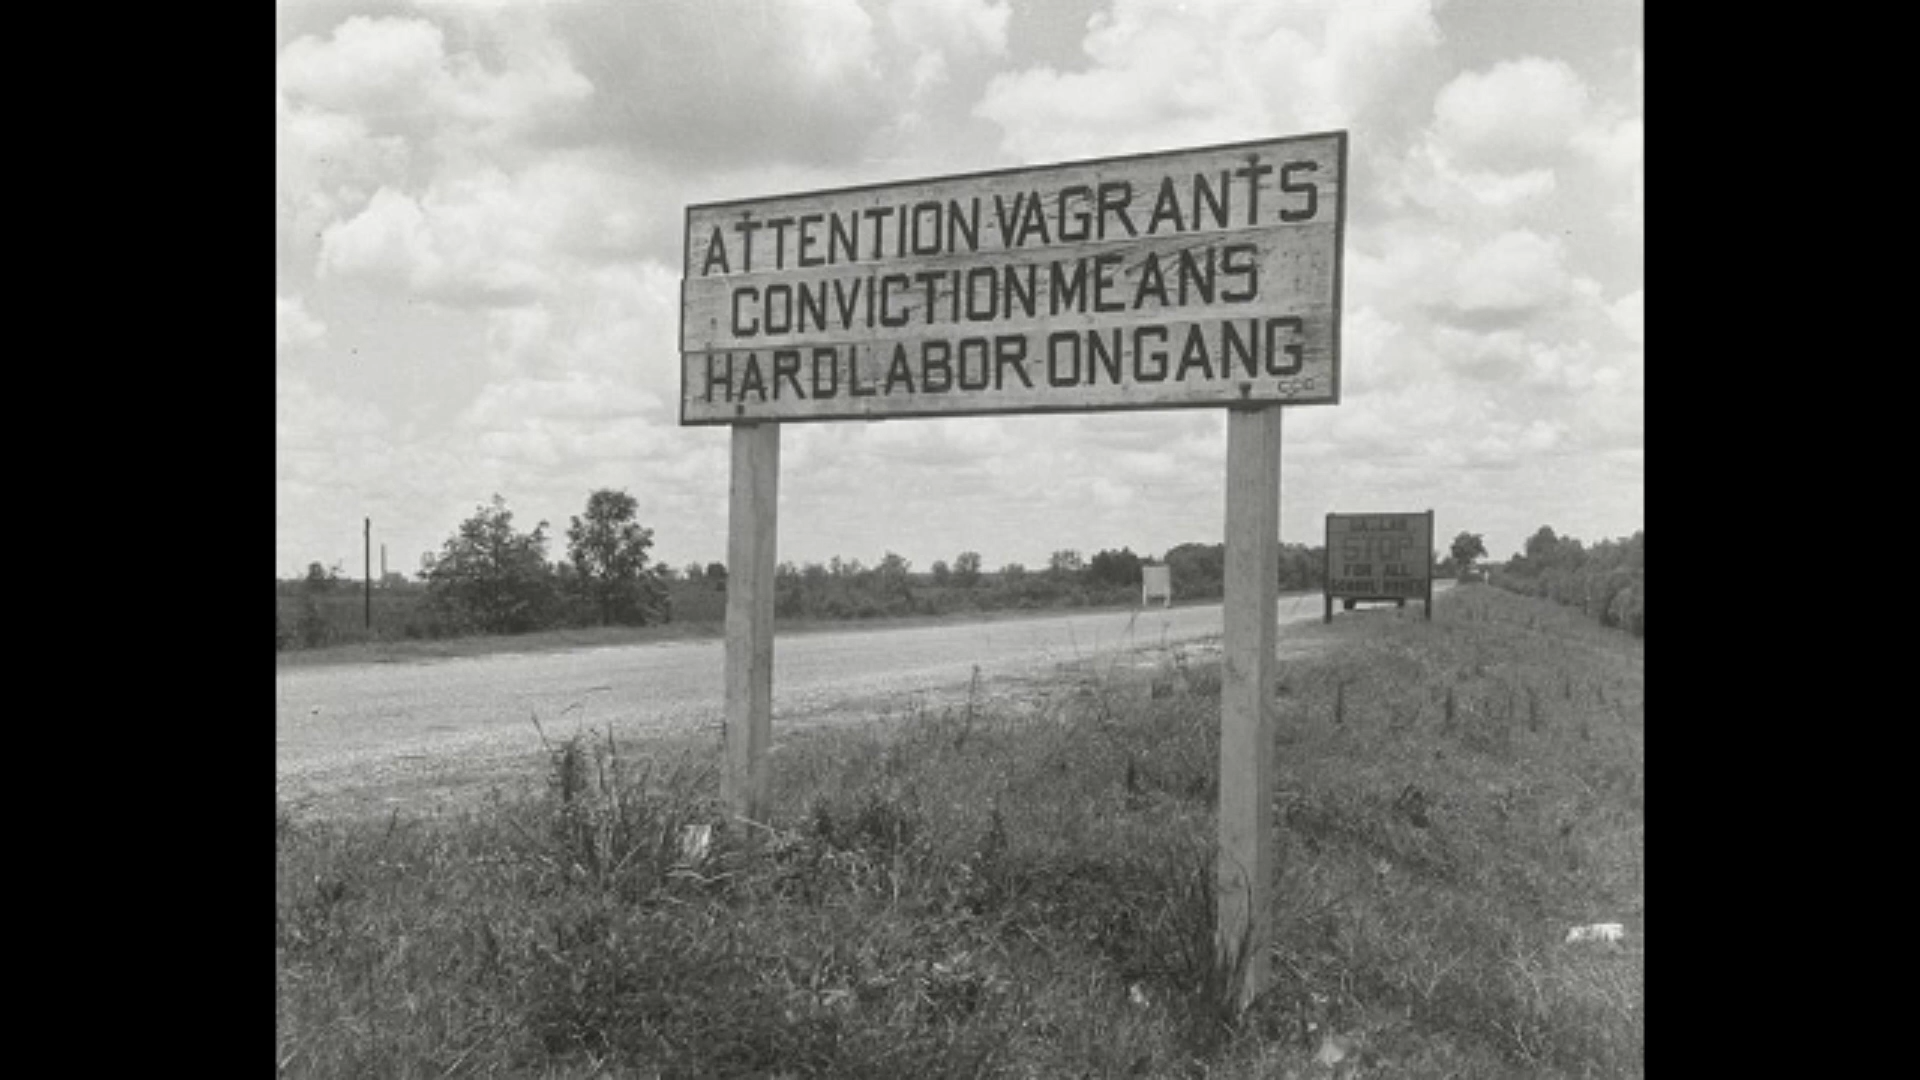 ATTENTION-VAGRANTS
CONVICTION MEANS
HARD LABOR-ON-GANG
STOP
FOR ALL